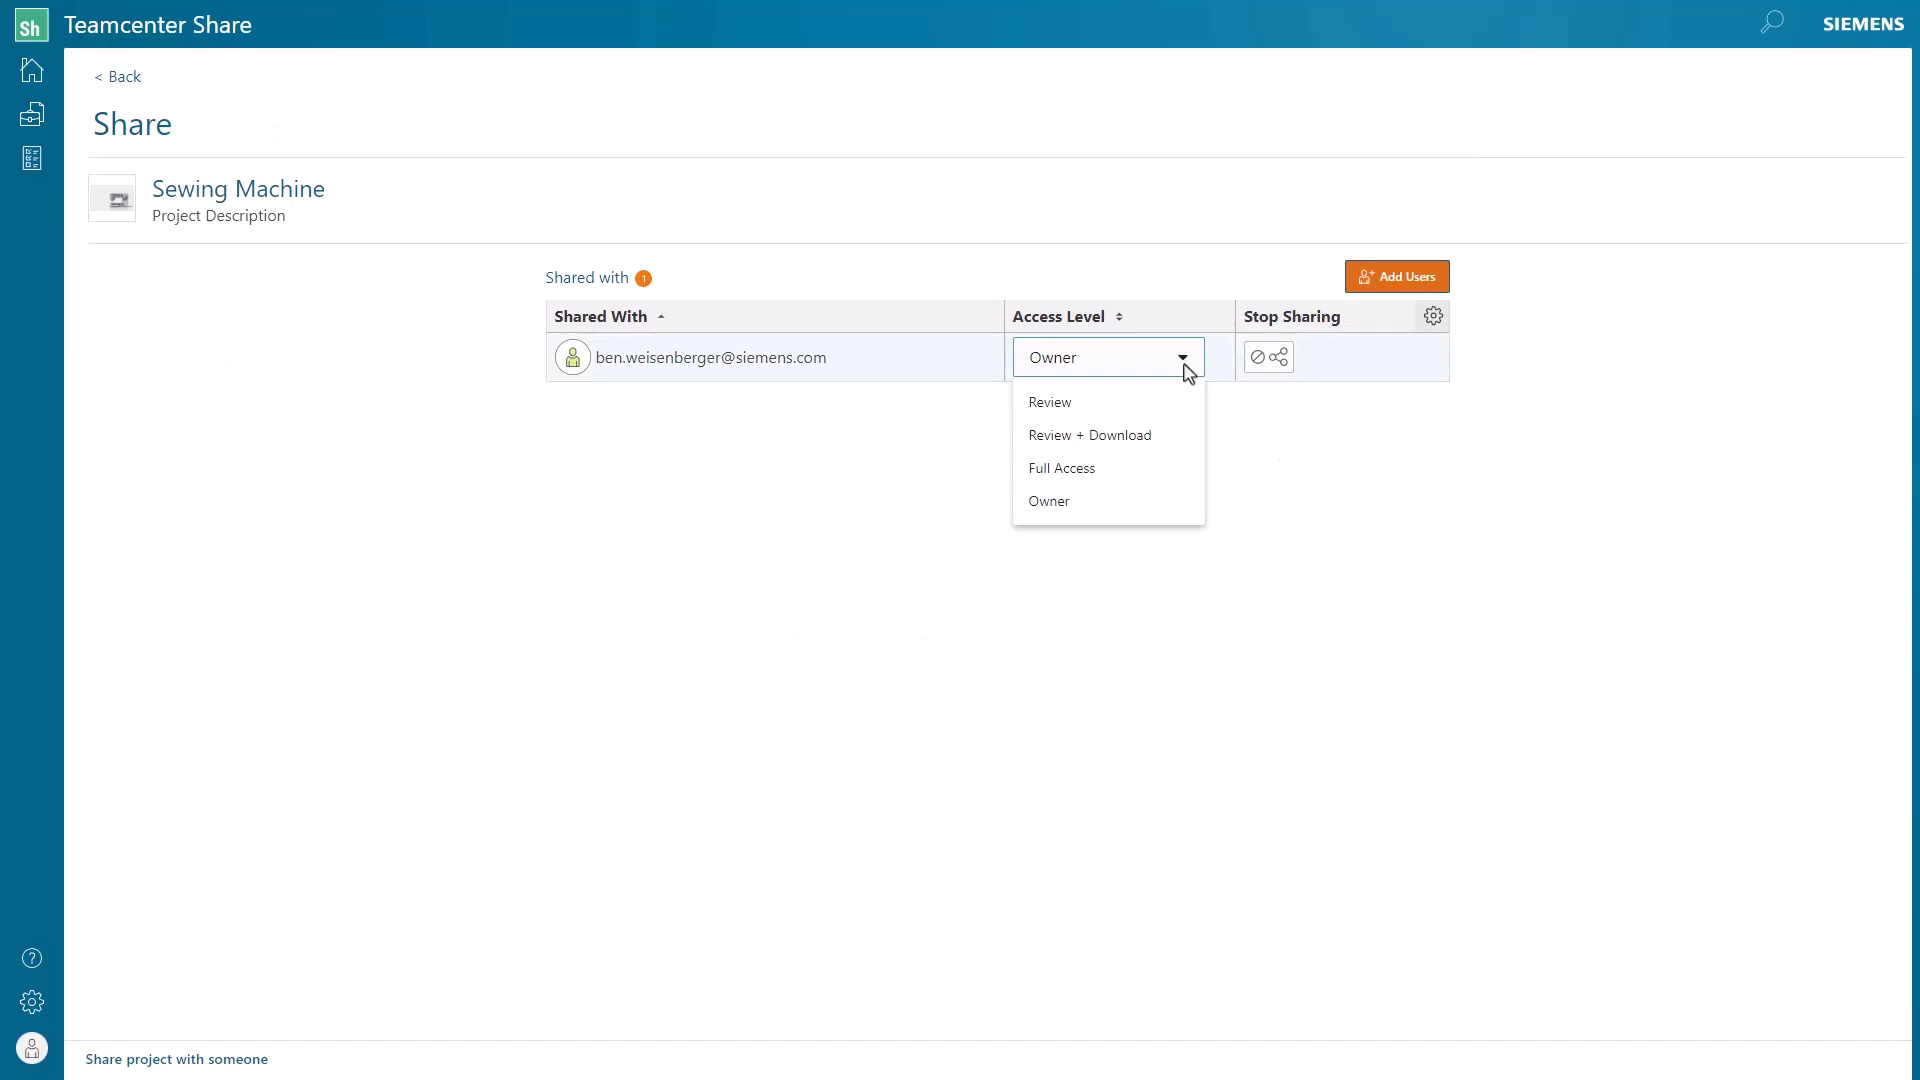 Sh Teamcenter Share SIEMENS
< Back
Share
Sewing Machine
Project Description
Shared with 1 Add Users
Shared With Access Level Stop Sharing
ben.weisenberger@siemens.com Owner
Review
Review + Download
Full Access
Owner
?
Share project with someone